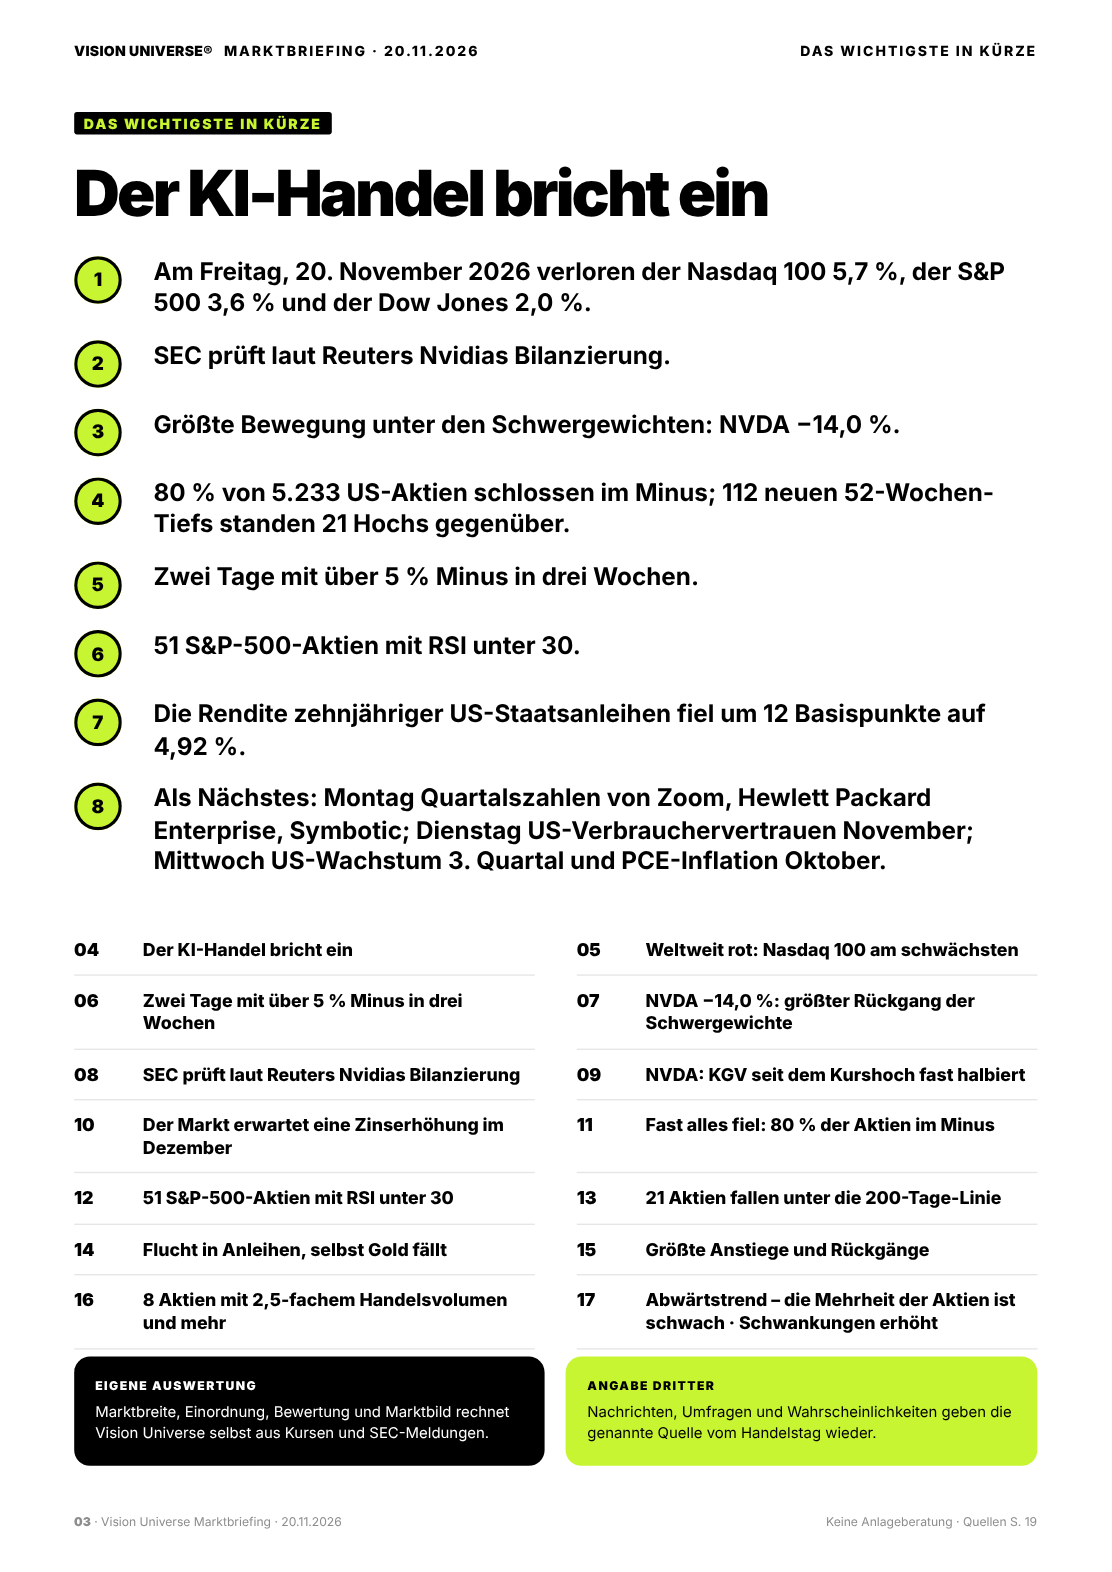 VISION UNIVERSE® MARKTBRIEFING · 20.11.2026
DAS WICHTIGSTE IN KÜRZE
DAS WICHTIGSTE IN KÜRZE
Der KI-Handel bricht ein
1
Am Freitag, 20. November 2026 verloren der Nasdaq 100 5,7 %, der S&P
500 3,6 % und der Dow Jones 2,0 %.
2
SEC prüft laut Reuters Nvidias Bilanzierung.
3
Größte Bewegung unter den Schwergewichten: NVDA −14,0 %.
4
80 % von 5.233 US-Aktien schlossen im Minus; 112 neuen 52-Wochen-
Tiefs standen 21 Hochs gegenüber.
5
Zwei Tage mit über 5 % Minus in drei Wochen.
6
51 S&P-500-Aktien mit RSI unter 30.
7
Die Rendite zehnjähriger US-Staatsanleihen fiel um 12 Basispunkte auf
4,92 %.
8
Als Nächstes: Montag Quartalszahlen von Zoom, Hewlett Packard
Enterprise, Symbotic; Dienstag US-Verbrauchervertrauen November;
Mittwoch US-Wachstum 3. Quartal und PCE-Inflation Oktober.
04 Der KI-Handel bricht ein
05 Weltweit rot: Nasdaq 100 am schwächsten
06 Zwei Tage mit über 5 % Minus in drei
Wochen
07 NVDA −14,0 %: größter Rückgang der
Schwergewichte
08 SEC prüft laut Reuters Nvidias Bilanzierung
09 NVDA: KGV seit dem Kurshoch fast halbiert
10 Der Markt erwartet eine Zinserhöhung im
Dezember
11 Fast alles fiel: 80 % der Aktien im Minus
12 51 S&P-500-Aktien mit RSI unter 30
13 21 Aktien fallen unter die 200-Tage-Linie
14 Flucht in Anleihen, selbst Gold fällt
15 Größte Anstiege und Rückgänge
16 8 Aktien mit 2,5-fachem Handelsvolumen
und mehr
17 Abwärtstrend – die Mehrheit der Aktien ist
schwach · Schwankungen erhöht
EIGENE AUSWERTUNG
Marktbreite, Einordnung, Bewertung und Marktbild rechnet
Vision Universe selbst aus Kursen und SEC-Meldungen.
ANGABE DRITTER
Nachrichten, Umfragen und Wahrscheinlichkeiten geben die
genannte Quelle vom Handelstag wieder.
03 · Vision Universe Marktbriefing · 20.11.2026
Keine Anlageberatung · Quellen S. 19